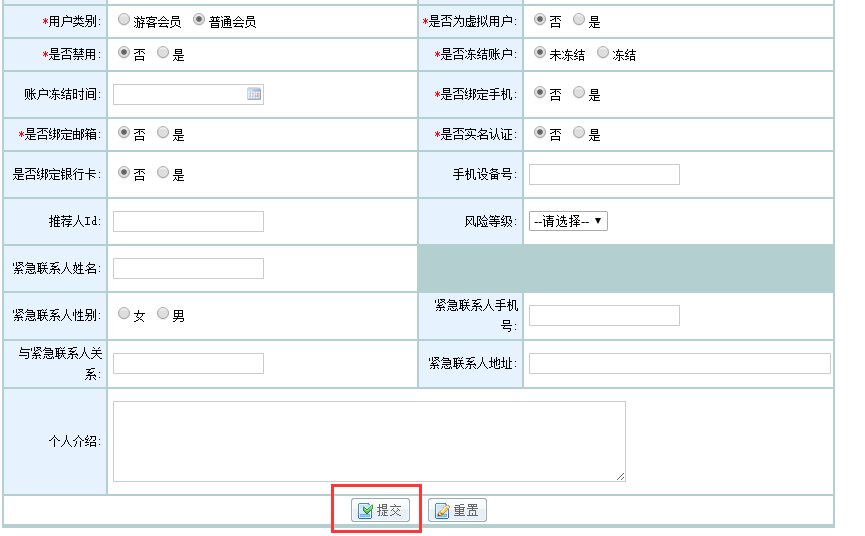 *用户类别: 游客会员 普通会员 *是否为虚拟用户: 否 是
*是否禁用: 否 是 *是否冻结账户: 未冻结 冻结
账户冻结时间: *是否绑定手机: 否 是
*是否绑定邮箱: 否 是 *是否实名认证: 否 是
是否绑定银行卡: 否 是 手机设备号:
推荐人Id: 风险等级: --请选择--
紧急联系人姓名:
紧急联系人性别: 女 男 紧急联系人手机
号:
与紧急联系人关
系: 紧急联系人地址:
个人介绍:
提交 重置